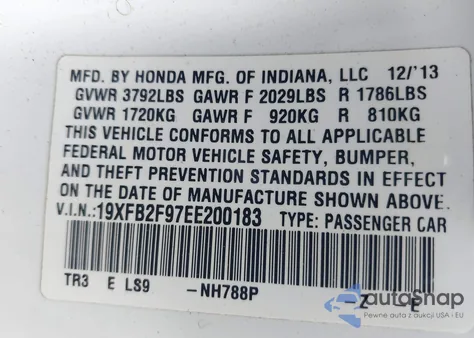 MFD. BY HONDA MFG. OF INDIANA, LLC 12/'13
GVWR 3792LBS GAWR F 2029LBS R 1786LBS
GVWR 1720KG GAWR F 920KG R 810KG
THIS VEHICLE CONFORMS TO ALL APPLICABLE
FEDERAL MOTOR VEHICLE SAFETY, BUMPER,
AND THEFT PREVENTION STANDARDS IN EFFECT
ON THE DATE OF MANUFACTURE SHOWN ABOVE.
V.I.N.:19XFB2F97EE200183 TYPE: PASSENGER CAR
TR3 E LS9 -NH788P -Z E
autoSnap
Pewne auta z aukcji USA - EU